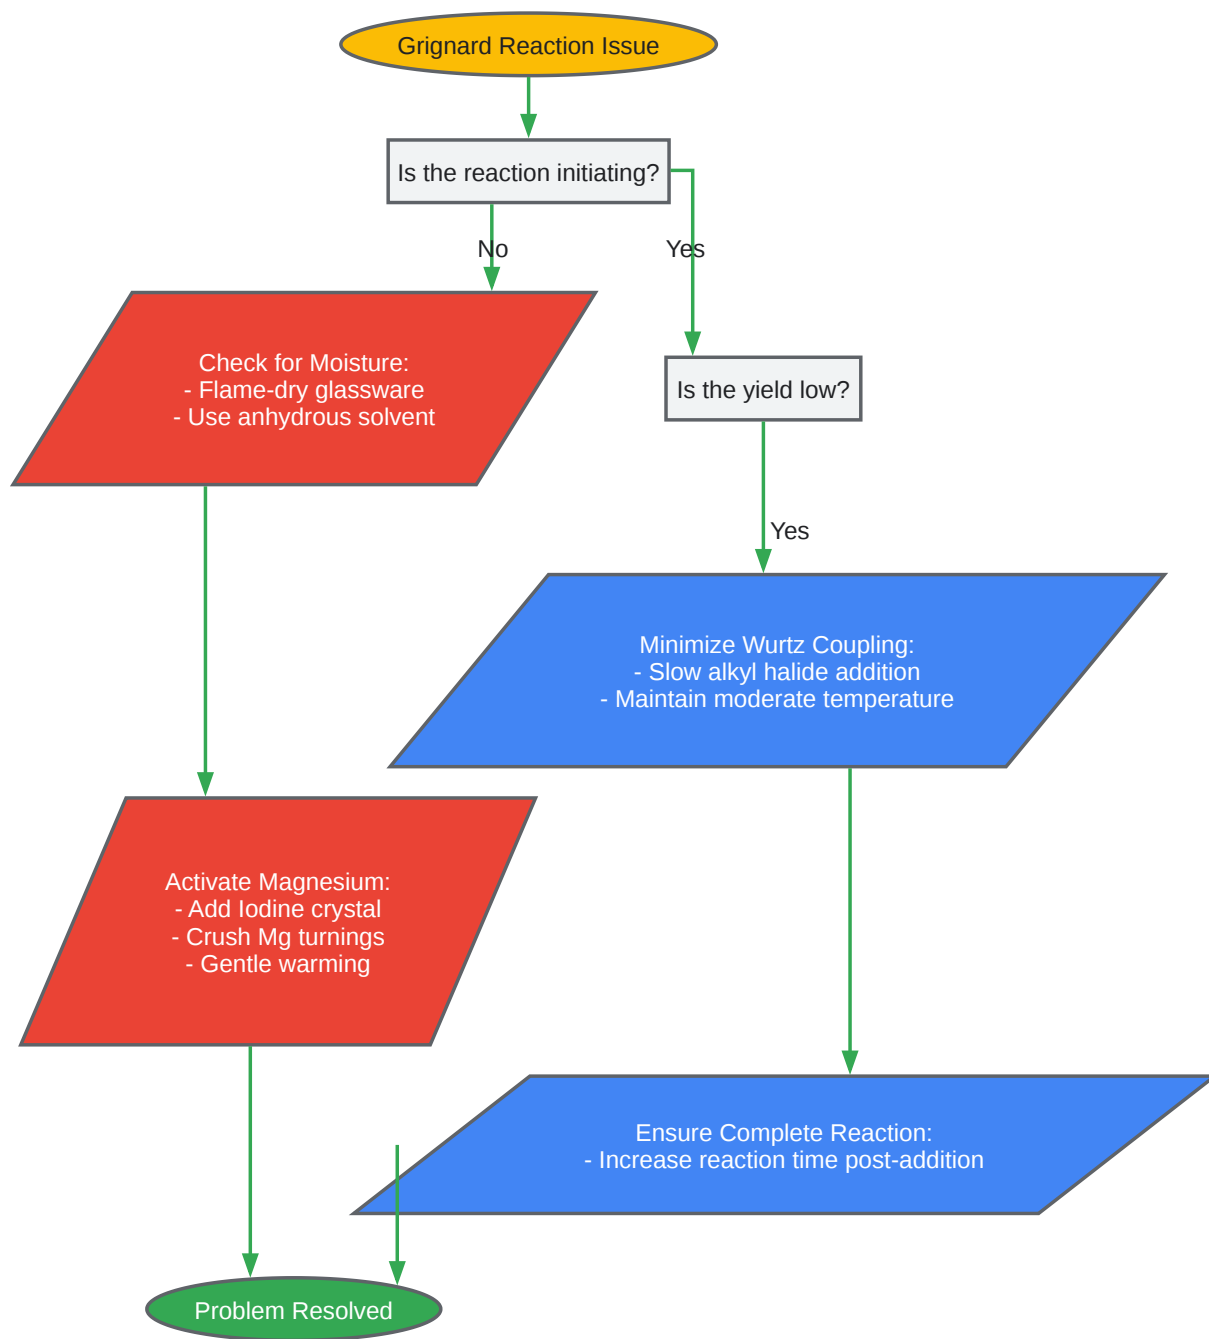 Grignard Reaction Issue
Is the reaction initiating?
No
Yes
Check for Moisture:
- Flame-dry glassware
- Use anhydrous solvent
Is the yield low?
Yes
Minimize Wurtz Coupling:
- Slow alkyl halide addition
- Maintain moderate temperature
Activate Magnesium:
- Add Iodine crystal
- Crush Mg turnings
- Gentle warming
Ensure Complete Reaction:
- Increase reaction time post-addition
Problem Resolved